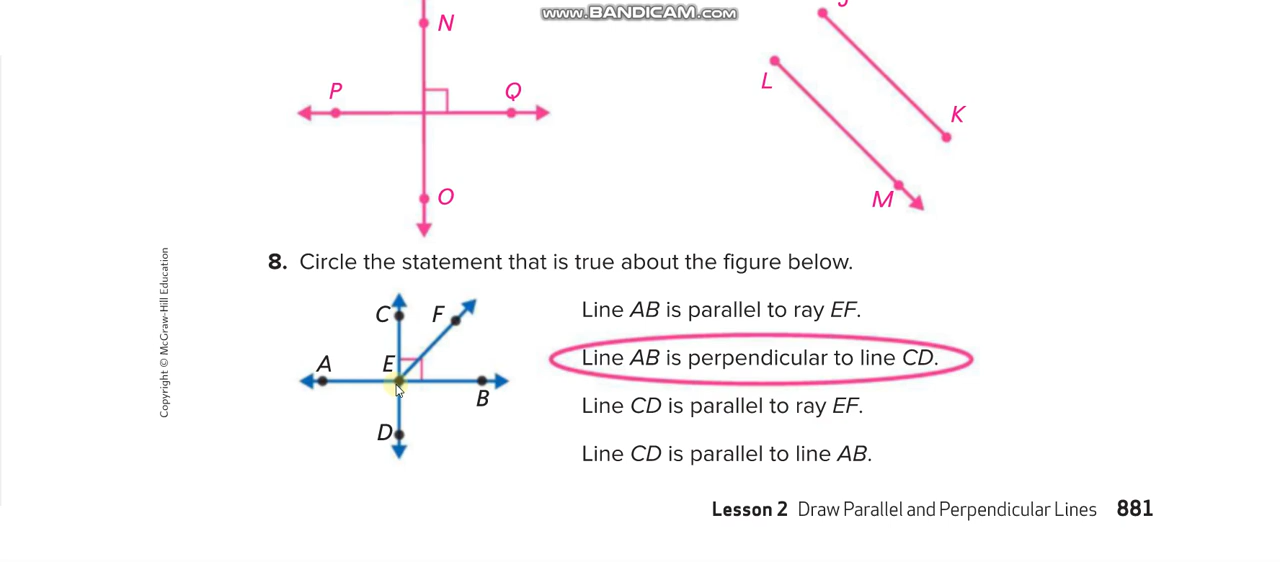 www.BANDICAM.com
J
N
L
P
Q
K
O
M
8. Circle the statement that is true about the figure below.
C
F
Line AB is parallel to ray EF.
A
E
Line AB is perpendicular to line CD.
B
Line CD is parallel to ray EF.
D
Line CD is parallel to line AB.
Copyright © McGraw-Hill Education
Lesson 2 Draw Parallel and Perpendicular Lines 881